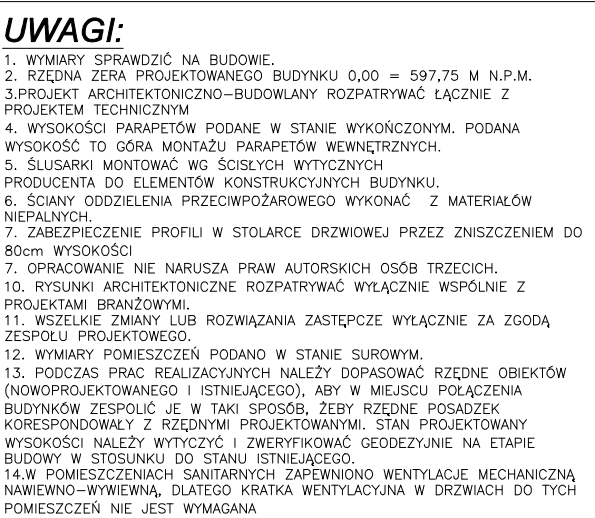 UWAGI:
1. WYMIARY SPRAWDZIĆ NA BUDOWIE.
2. RZĘDNA ZERA PROJEKTOWANEGO BUDYNKU 0,00 = 597,75 M N.P.M.
3.PROJEKT ARCHITEKTONICZNO-BUDOWLANY ROZPATRYWAĆ ŁĄCZNIE Z
PROJEKTEM TECHNICZNYM
4. WYSOKOŚCI PARAPETÓW PODANE W STANIE WYKOŃCZONYM. PODANA
WYSOKOŚĆ TO GÓRA MONTAŻU PARAPETÓW WEWNĘTRZNYCH.
5. ŚLUSARKI MONTOWAĆ WG ŚCISŁYCH WYTYCZNYCH
PRODUCENTA DO ELEMENTÓW KONSTRUKCYJNYCH BUDYNKU.
6. ŚCIANY ODDZIELENIA PRZECIWPOŻAROWEGO WYKONAĆ Z MATERIAŁÓW
NIEPALNYCH.
7. ZABEZPIECZENIE PROFILI W STOLARCE DRZWIOWEJ PRZEZ ZNISZCZENIEM DO
80cm WYSOKOŚCI
7. OPRACOWANIE NIE NARUSZA PRAW AUTORSKICH OSÓB TRZECICH.
10. RYSUNKI ARCHITEKTONICZNE ROZPATRYWAĆ WYŁĄCZNIE WSPÓLNIE Z
PROJEKTAMI BRANŻOWYMI.
11. WSZELKIE ZMIANY LUB ROZWIĄZANIA ZASTĘPCZE WYŁĄCZNIE ZA ZGODĄ
ZESPOŁU PROJEKTOWEGO.
12. WYMIARY POMIESZCZEŃ PODANO W STANIE SUROWYM.
13. PODCZAS PRAC REALIZACYJNYCH NALEŻY DOPASOWAĆ RZĘDNE OBIEKTÓW
(NOWOPROJEKTOWANEGO I ISTNIEJĄCEGO), ABY W MIEJSCU POŁĄCZENIA
BUDYNKÓW ZESPOLIĆ JE W TAKI SPOSÓB, ŻEBY RZĘDNE POSADZEK
KORESPONDOWAŁY Z RZĘDNYMI PROJEKTOWANYMI. STAN PROJEKTOWANY
WYSOKOŚCI NALEŻY WYTYCZYĆ I ZWERYFIKOWAĆ GEODEZYJNIE NA ETAPIE
BUDOWY W STOSUNKU DO STANU ISTNIEJĄCEGO.
14.W POMIESZCZENIACH SANITARNYCH ZAPEWNIONO WENTYLACJE MECHANICZNĄ
NAWIEWNO-WYWIEWNĄ, DLATEGO KRATKA WENTYLACYJNA W DRZWIACH DO TYCH
POMIESZCZEŃ NIE JEST WYMAGANA